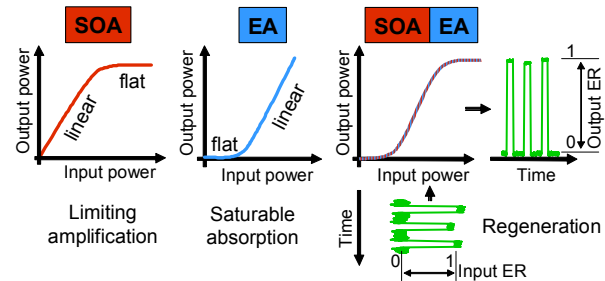 SOA
EA
SOA EA
Output power
linear
flat
Input power
Output power
flat
linear
Input power
Output power
Input power
1
0
Output ER
Time
Limiting
amplification
Saturable
absorption
Time
0 1
Input ER
Regeneration